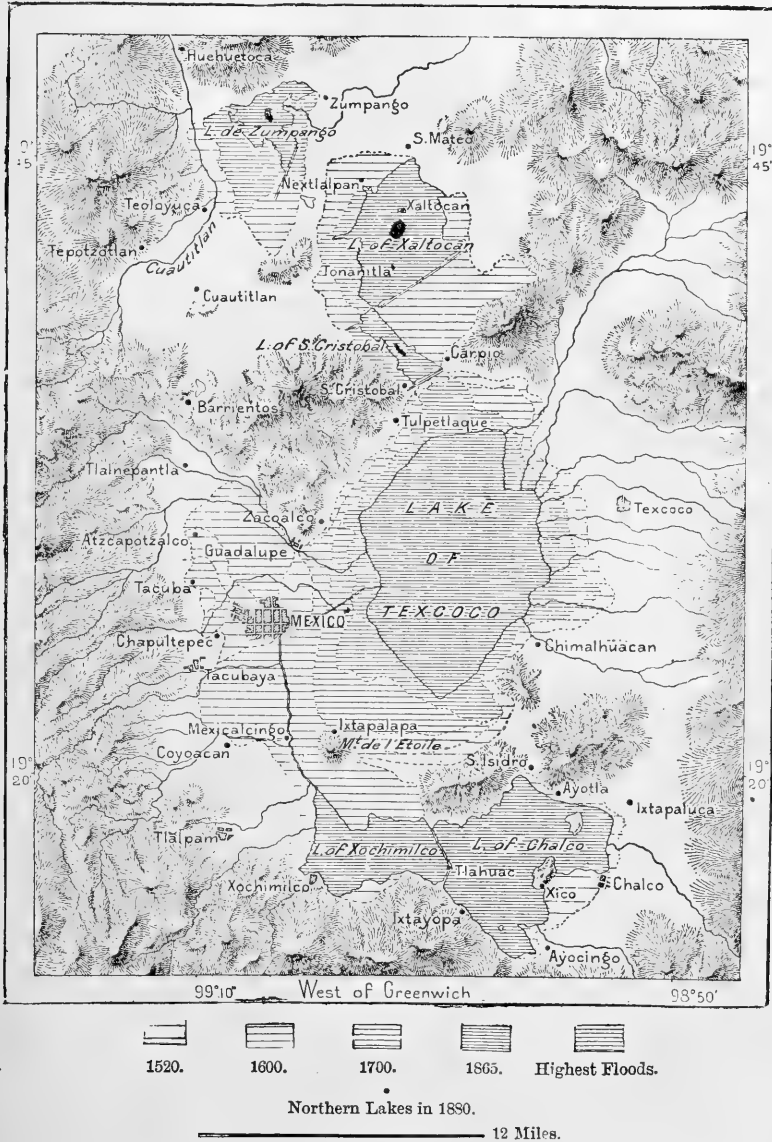 Huehuetoca
Zumpango
L. de Zumpango
S. Mateo
19°
45'
Nextlalpan
Xaltocan
Teoloyuca
L. of Xaltocan
Tepotzotlan
Cuautitlan
Tonanitla
Cuautitlan
L. of S. Cristobal
Carpio
S. Cristobal
Barrientos
Tulpetlaque
Tlalnepantla
LAKE
OF
TEXCOCO
Texcoco
Zacoalco
Atzcapotzalco
Guadalupe
Tacuba
MEXICO
Chapultepec
Chimalhuacan
Tacubaya
Mexicalcingo
Ixtapalapa
Mt. de l'Etoile
Coyoacan
19°
20'
S. Isidro
19°
20'
Ayotla
Ixtapaluca
Tlalpam
L. of Xochimilco
L. of Chalco
Tlahuac
Xochimilco
Xico
Chalco
Ixtayopa
Ayocingo
99°10'
West of Greenwich
98°50'
1520.
1600.
1700.
1865.
Highest Floods.
Northern Lakes in 1880.
12 Miles.